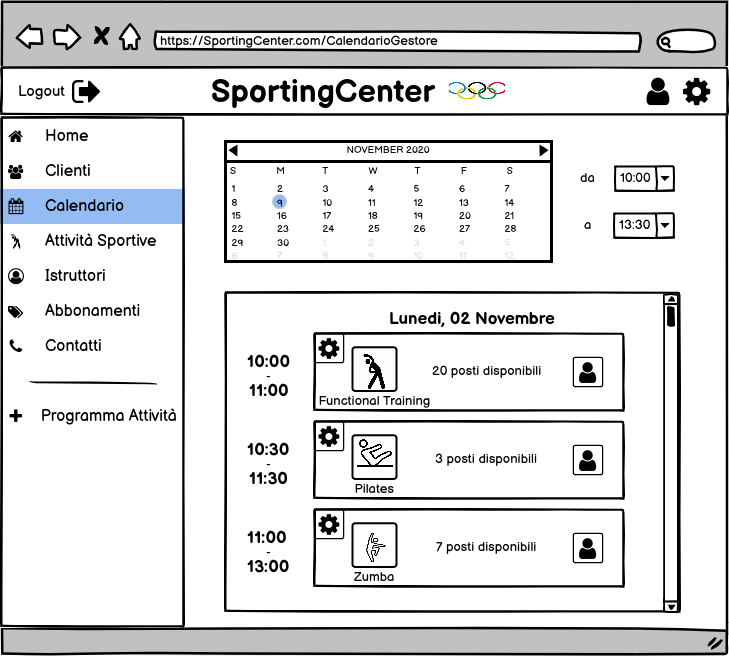 https://SportingCenter.com/CalendarioGestore
Logout
SportingCenter
Home
Clienti
Calendario
Attività Sportive
Istruttori
Abbonamenti
Contatti
Programma Attività
NOVEMBER 2020
S M T W T F S
1 2 3 4 5 6 7
8 9 10 11 12 13 14
15 16 17 18 19 20 21
22 23 24 25 26 27 28
29 30 1 2 3 4 5
6 7 8 9 10 11 12
da 10:00
a 13:30
Lunedi, 02 Novembre
10:00
-
11:00
20 posti disponibili
Functional Training
10:30
-
11:30
3 posti disponibili
Pilates
11:00
-
13:00
7 posti disponibili
Zumba